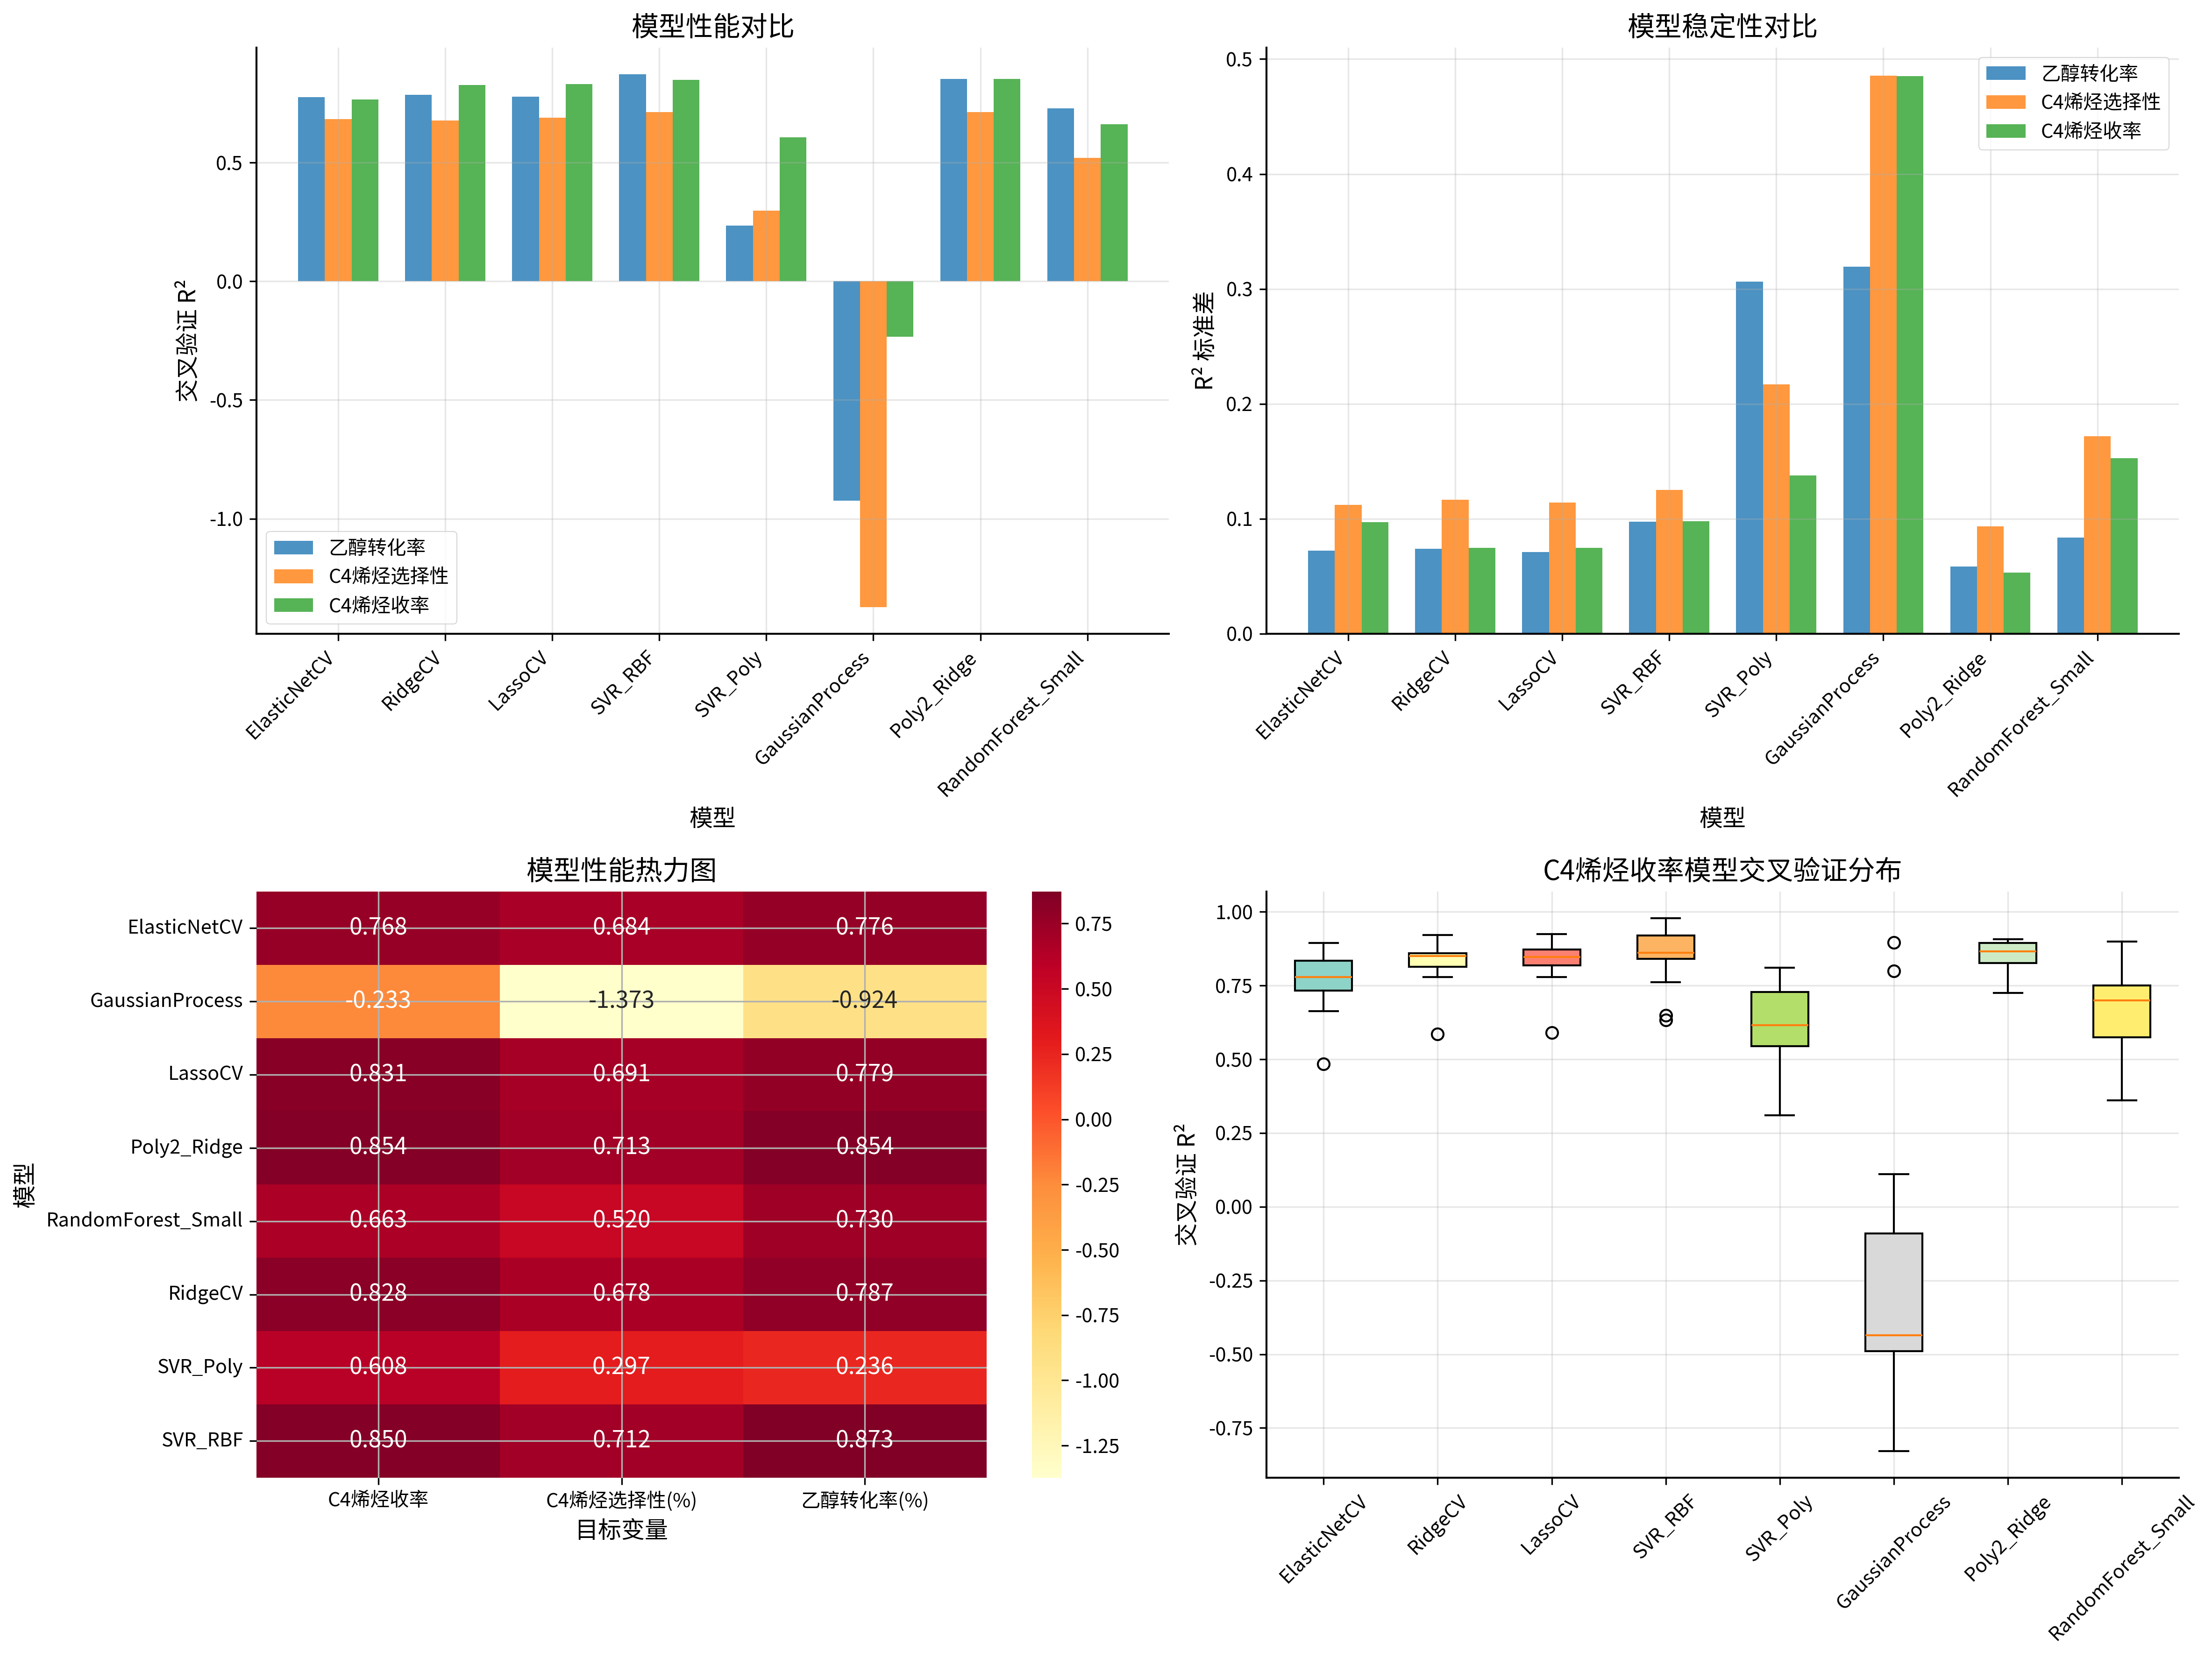 模型性能对比
交叉验证 R²
0.5
0.0
-0.5
-1.0
乙醇转化率
C4烯烃选择性
C4烯烃收率
ElasticNetCV
RidgeCV
LassoCV
SVR_RBF
SVR_Poly
GaussianProcess
Poly2_Ridge
RandomForest_Small
模型
模型稳定性对比
R² 标准差
0.5
0.4
0.3
0.2
0.1
0.0
乙醇转化率
C4烯烃选择性
C4烯烃收率
ElasticNetCV
RidgeCV
LassoCV
SVR_RBF
SVR_Poly
GaussianProcess
Poly2_Ridge
RandomForest_Small
模型
模型性能热力图
模型
ElasticNetCV 0.768 0.684 0.776
GaussianProcess -0.233 -1.373 -0.924
LassoCV 0.831 0.691 0.779
Poly2_Ridge 0.854 0.713 0.854
RandomForest_Small 0.663 0.520 0.730
RidgeCV 0.828 0.678 0.787
SVR_Poly 0.608 0.297 0.236
SVR_RBF 0.850 0.712 0.873
C4烯烃收率 C4烯烃选择性(%) 乙醇转化率(%)
目标变量
0.75
0.50
0.25
0.00
-0.25
-0.50
-0.75
-1.00
-1.25
C4烯烃收率模型交叉验证分布
交叉验证 R²
1.00
0.75
0.50
0.25
0.00
-0.25
-0.50
-0.75
ElasticNetCV
RidgeCV
LassoCV
SVR_RBF
SVR_Poly
GaussianProcess
Poly2_Ridge
RandomForest_Small